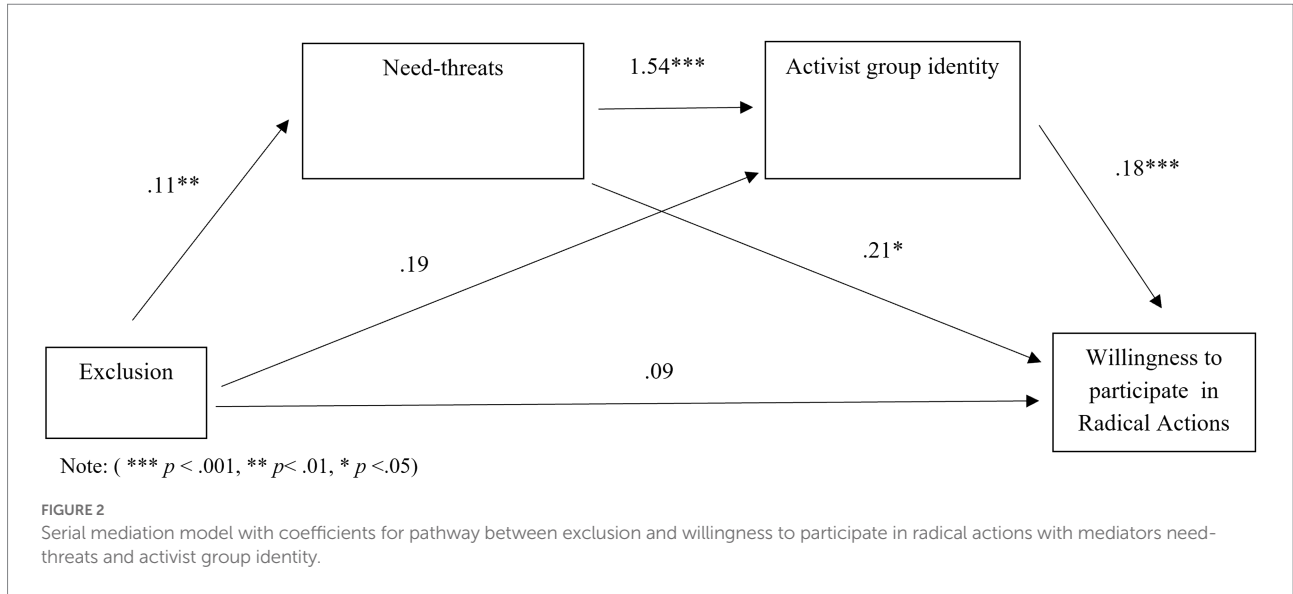 Need-threats
1.54***
Activist group identity
.11**
.18***
.19
.21*
Exclusion
.09
Willingness to
participate in
Radical Actions
Note: ( *** p < .001, ** p< .01, * p <.05)
FIGURE 2
Serial mediation model with coefficients for pathway between exclusion and willingness to participate in radical actions with mediators need-
threats and activist group identity.